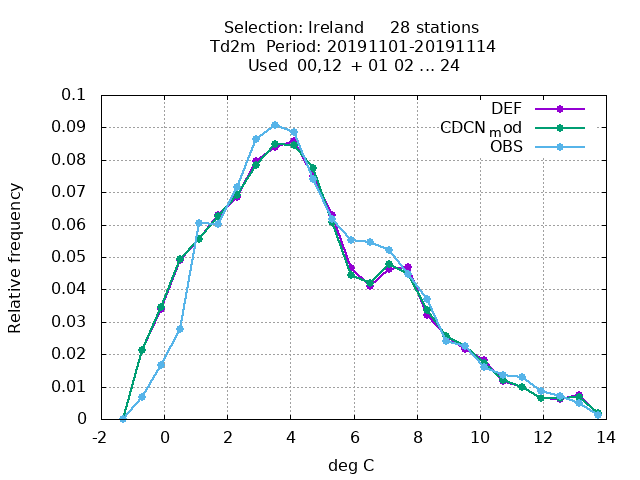 Selection: Ireland 28 stations
Td2m Period: 20191101-20191114
Used 00,12 + 01 02 ... 24
0.1
0.09
0.08
0.07
0.06
0.05
0.04
0.03
0.02
0.01
0
Relative frequency
DEF
CDCNmod
OBS
-2 0 2 4 6 8 10 12 14
deg C